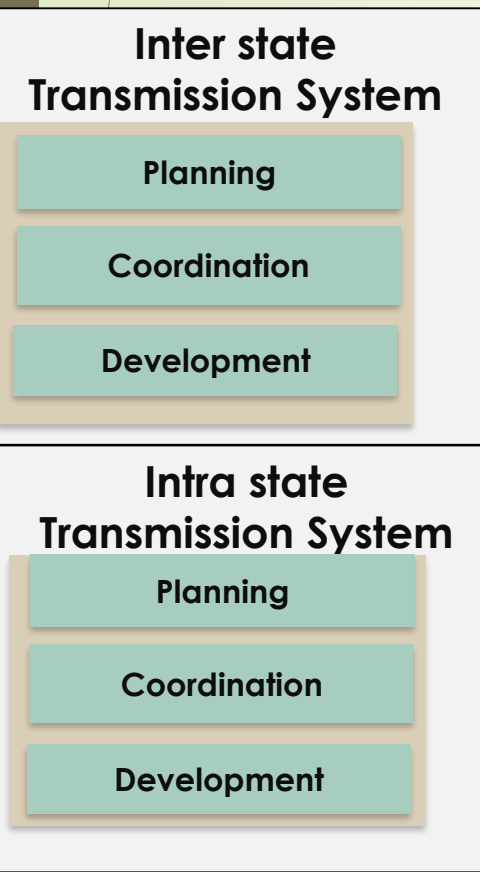 Inter state
Transmission System
Planning
Coordination
Development
Intra state
Transmission System
Planning
Coordination
Development